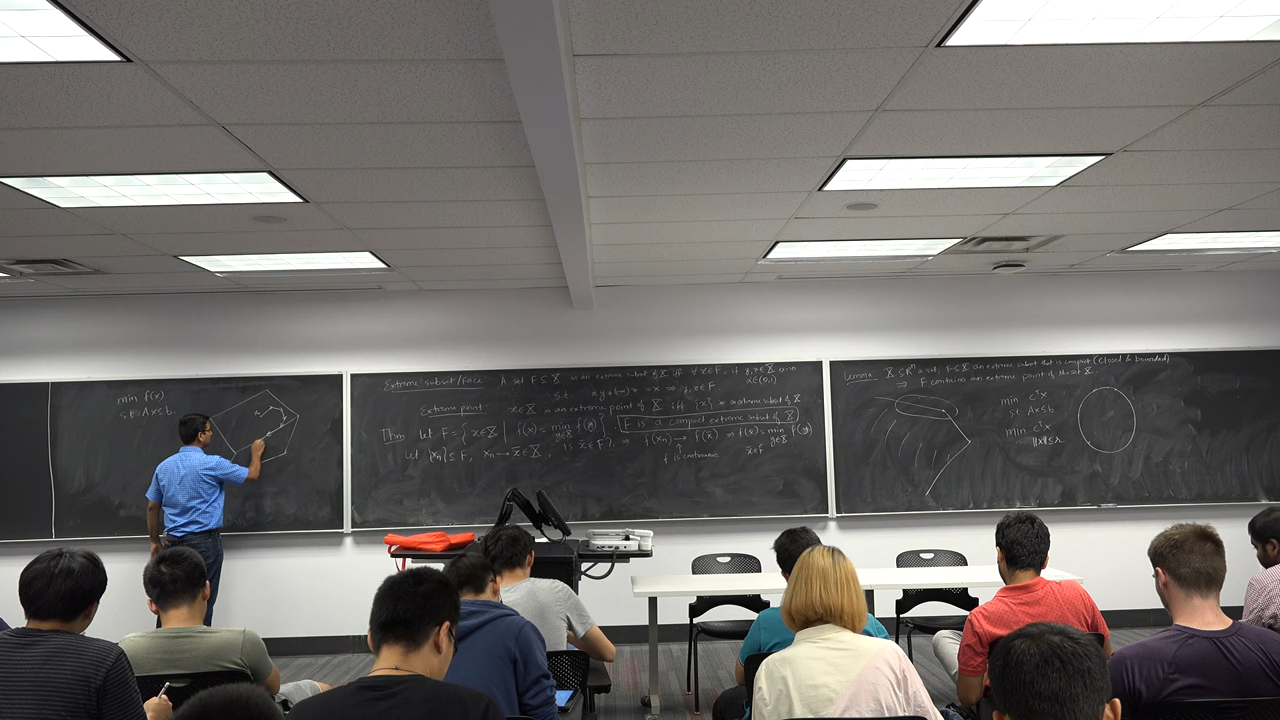 min f(x)
s.t. Ax≤b.
Extreme subset/face A set F⊆X is an extreme subset of X iff ∀x∈F, if y,z∈X
s.t. αy+(1-α)z = x ⇒ y,z∈F α∈(0,1)
Extreme point: x∈X is an extreme point of X iff {x} is an extreme subset of X
Thm let F={x∈X | f(x)=min f(y)} F is a compact extreme subset of X
y∈X
Let {xn}⊆F, xn→x̄∈X, is x̄∈F? ⇒ f(xn)→f(x̄) ⇒ f(x̄)=min f(y)
y∈X
f is continuous x̄∈F
Lemma X⊆Rⁿ a set, F⊆X an extreme subset that is compact (closed & bounded)
⇒ F contains an extreme point of the set X.
min cᵀx
s.t. Ax≤b
min cᵀx
‖x‖≤r